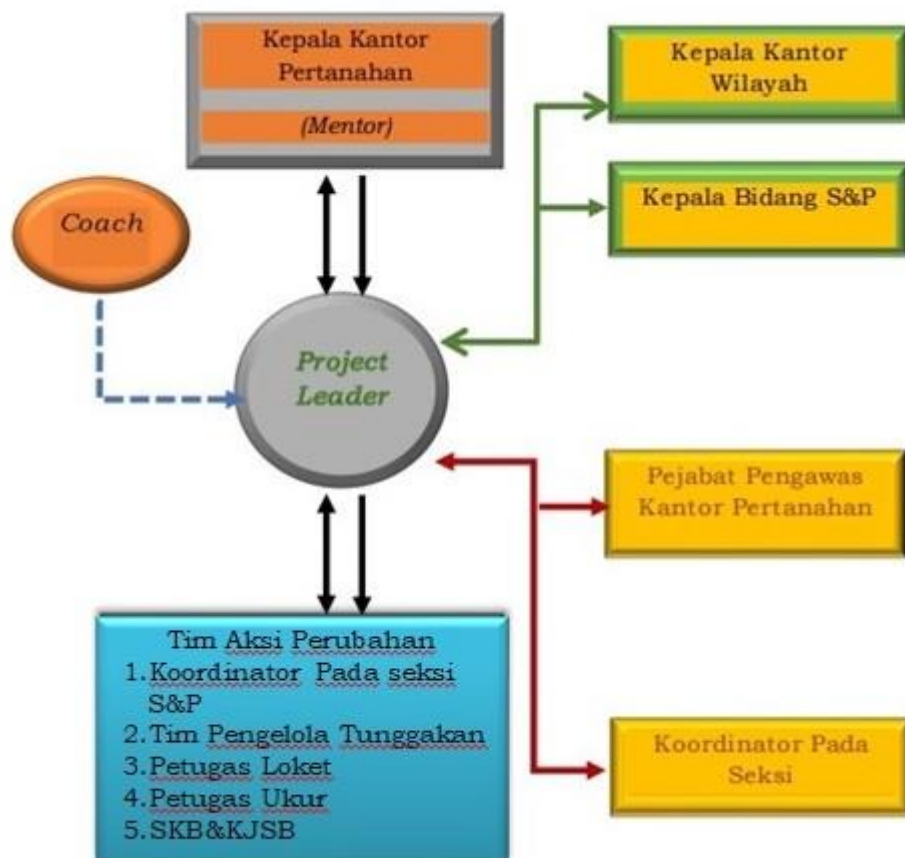 Kepala Kantor
Pertanahan
(Mentor)
Kepala Kantor
Wilayah
Kepala Bidang S&P
Coach
Project
Leader
Pejabat Pengawas
Kantor Pertanahan
Tim Aksi Perubahan
1.Koordinator Pada seksi
S&P
2.Tim Pengelola Tunggakan
3.Petugas Loket
4.Petugas Ukur
5.SKB&KJSB
Koordinator Pada
Seksi